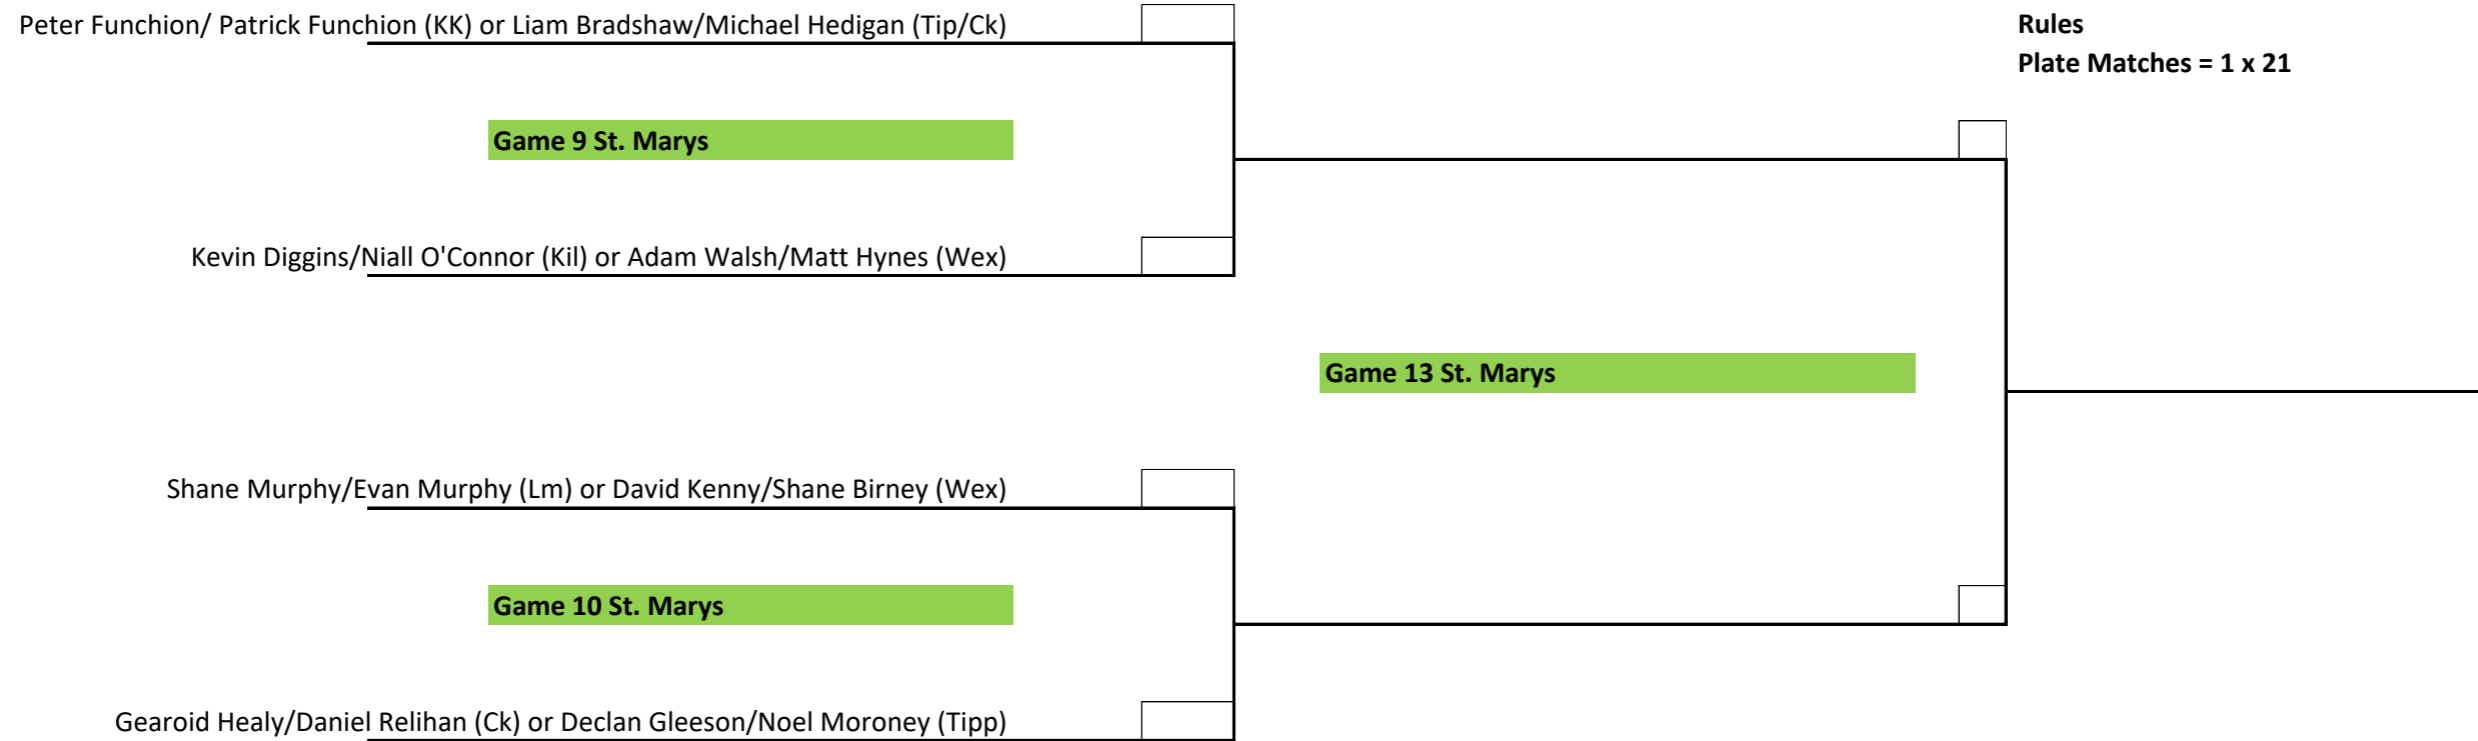 Peter Funchion/ Patrick Funchion (KK) or Liam Bradshaw/Michael Hedigan (Tip/Ck)
Rules
Plate Matches = 1 x 21
Game 9 St. Marys
Kevin Diggins/Niall O'Connor (Kil) or Adam Walsh/Matt Hynes (Wex)
Game 13 St. Marys
Shane Murphy/Evan Murphy (Lm) or David Kenny/Shane Birney (Wex)
Game 10 St. Marys
Gearoid Healy/Daniel Relihan (Ck) or Declan Gleeson/Noel Moroney (Tipp)